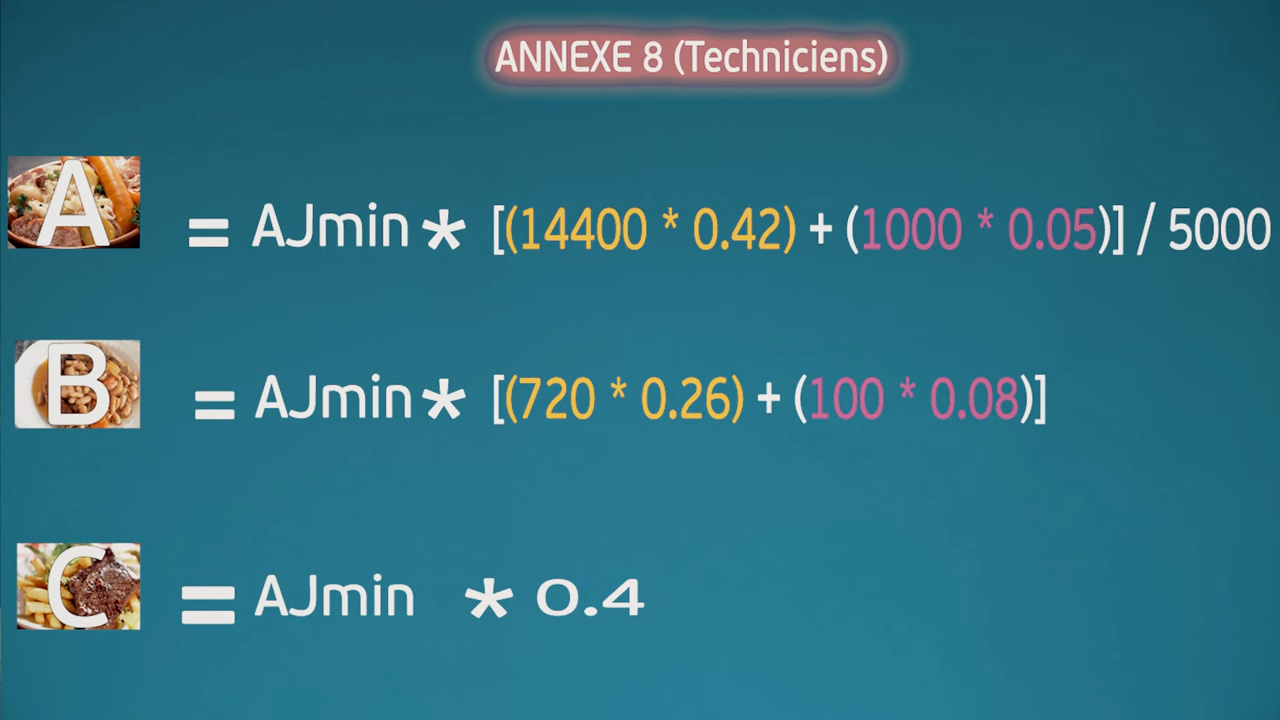 ANNEXE 8 (Techniciens)
A = AJmin * [(14400 * 0.42) + (1000 * 0.05)] / 5000
B = AJmin * [(720 * 0.26) + (100 * 0.08)]
C = AJmin * 0.4